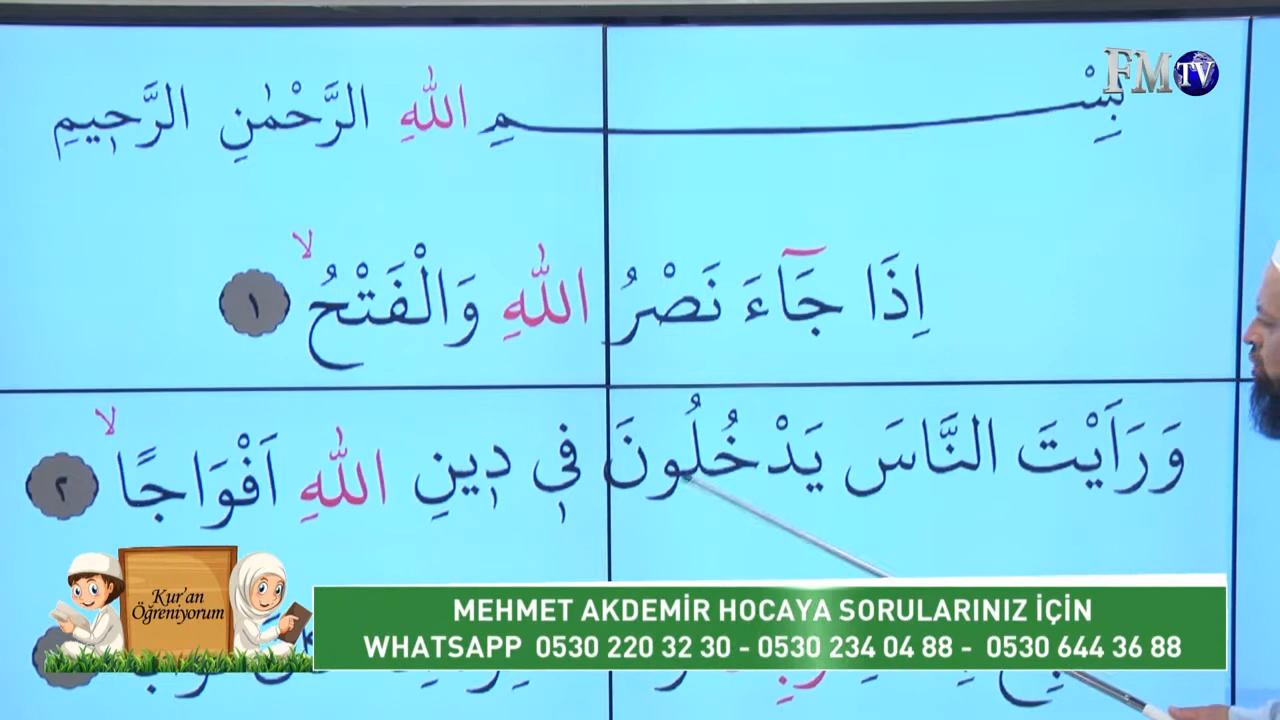 FM TV
بِسْمِ اللّٰهِ الرَّحْمٰنِ الرَّح۪يمِ
اِذَا جَٓاءَ نَصْرُ اللّٰهِ وَالْفَتْحُۙ ١
وَرَاَيْتَ النَّاسَ يَدْخُلُونَ ف۪ي د۪ينِ اللّٰهِ اَفْوَاجًاۙ ٢
Kur'an
Öğreniyorum
MEHMET AKDEMİR HOCAYA SORULARINIZ İÇİN
WHATSAPP 0530 220 32 30 - 0530 234 04 88 - 0530 644 36 88